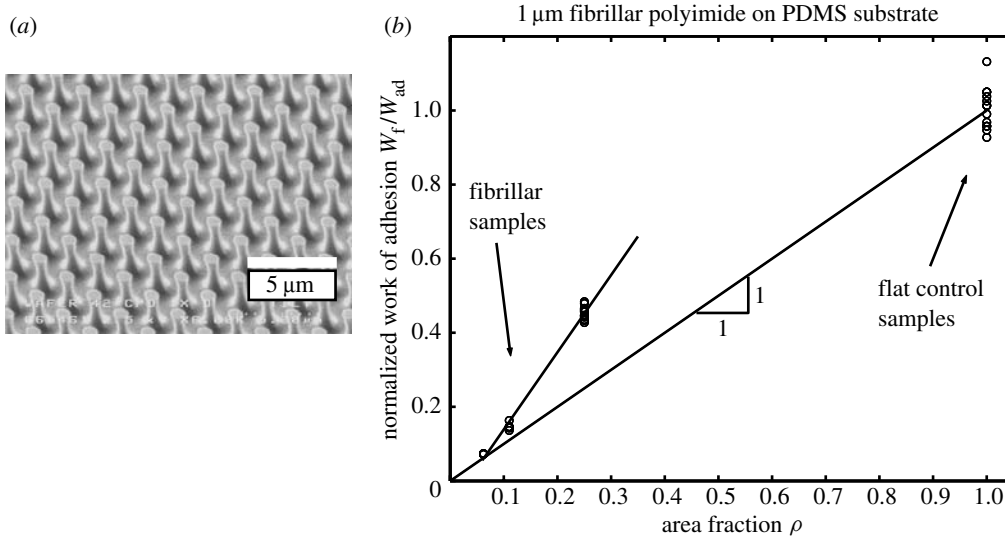 (a)
5 µm
(b)
1 µm fibrillar polyimide on PDMS substrate
normalized work of adhesion Wf/Wad
1.0
0.8
0.6
0.4
0.2
0
fibrillar
samples
flat control
samples
1
1
0.1
0.2
0.3
0.4
0.5
0.6
0.7
0.8
0.9
1.0
area fraction ρ